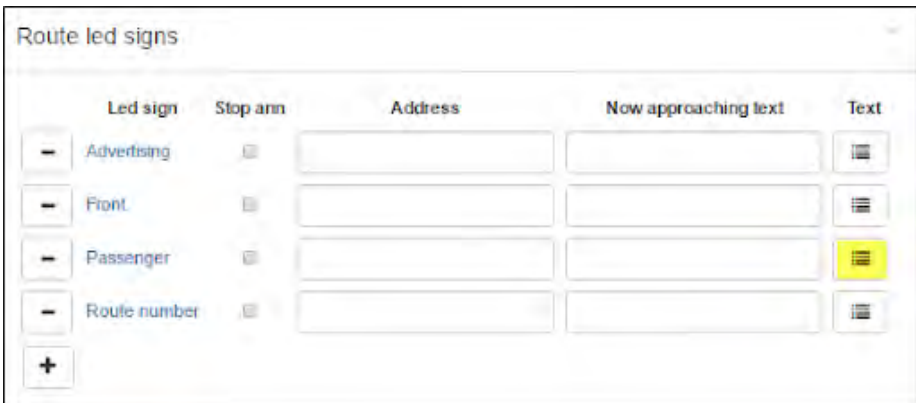 Route led signs
Led sign Stop ann Address Now approaching text Text
Advertising
Front
Passenger
Route number